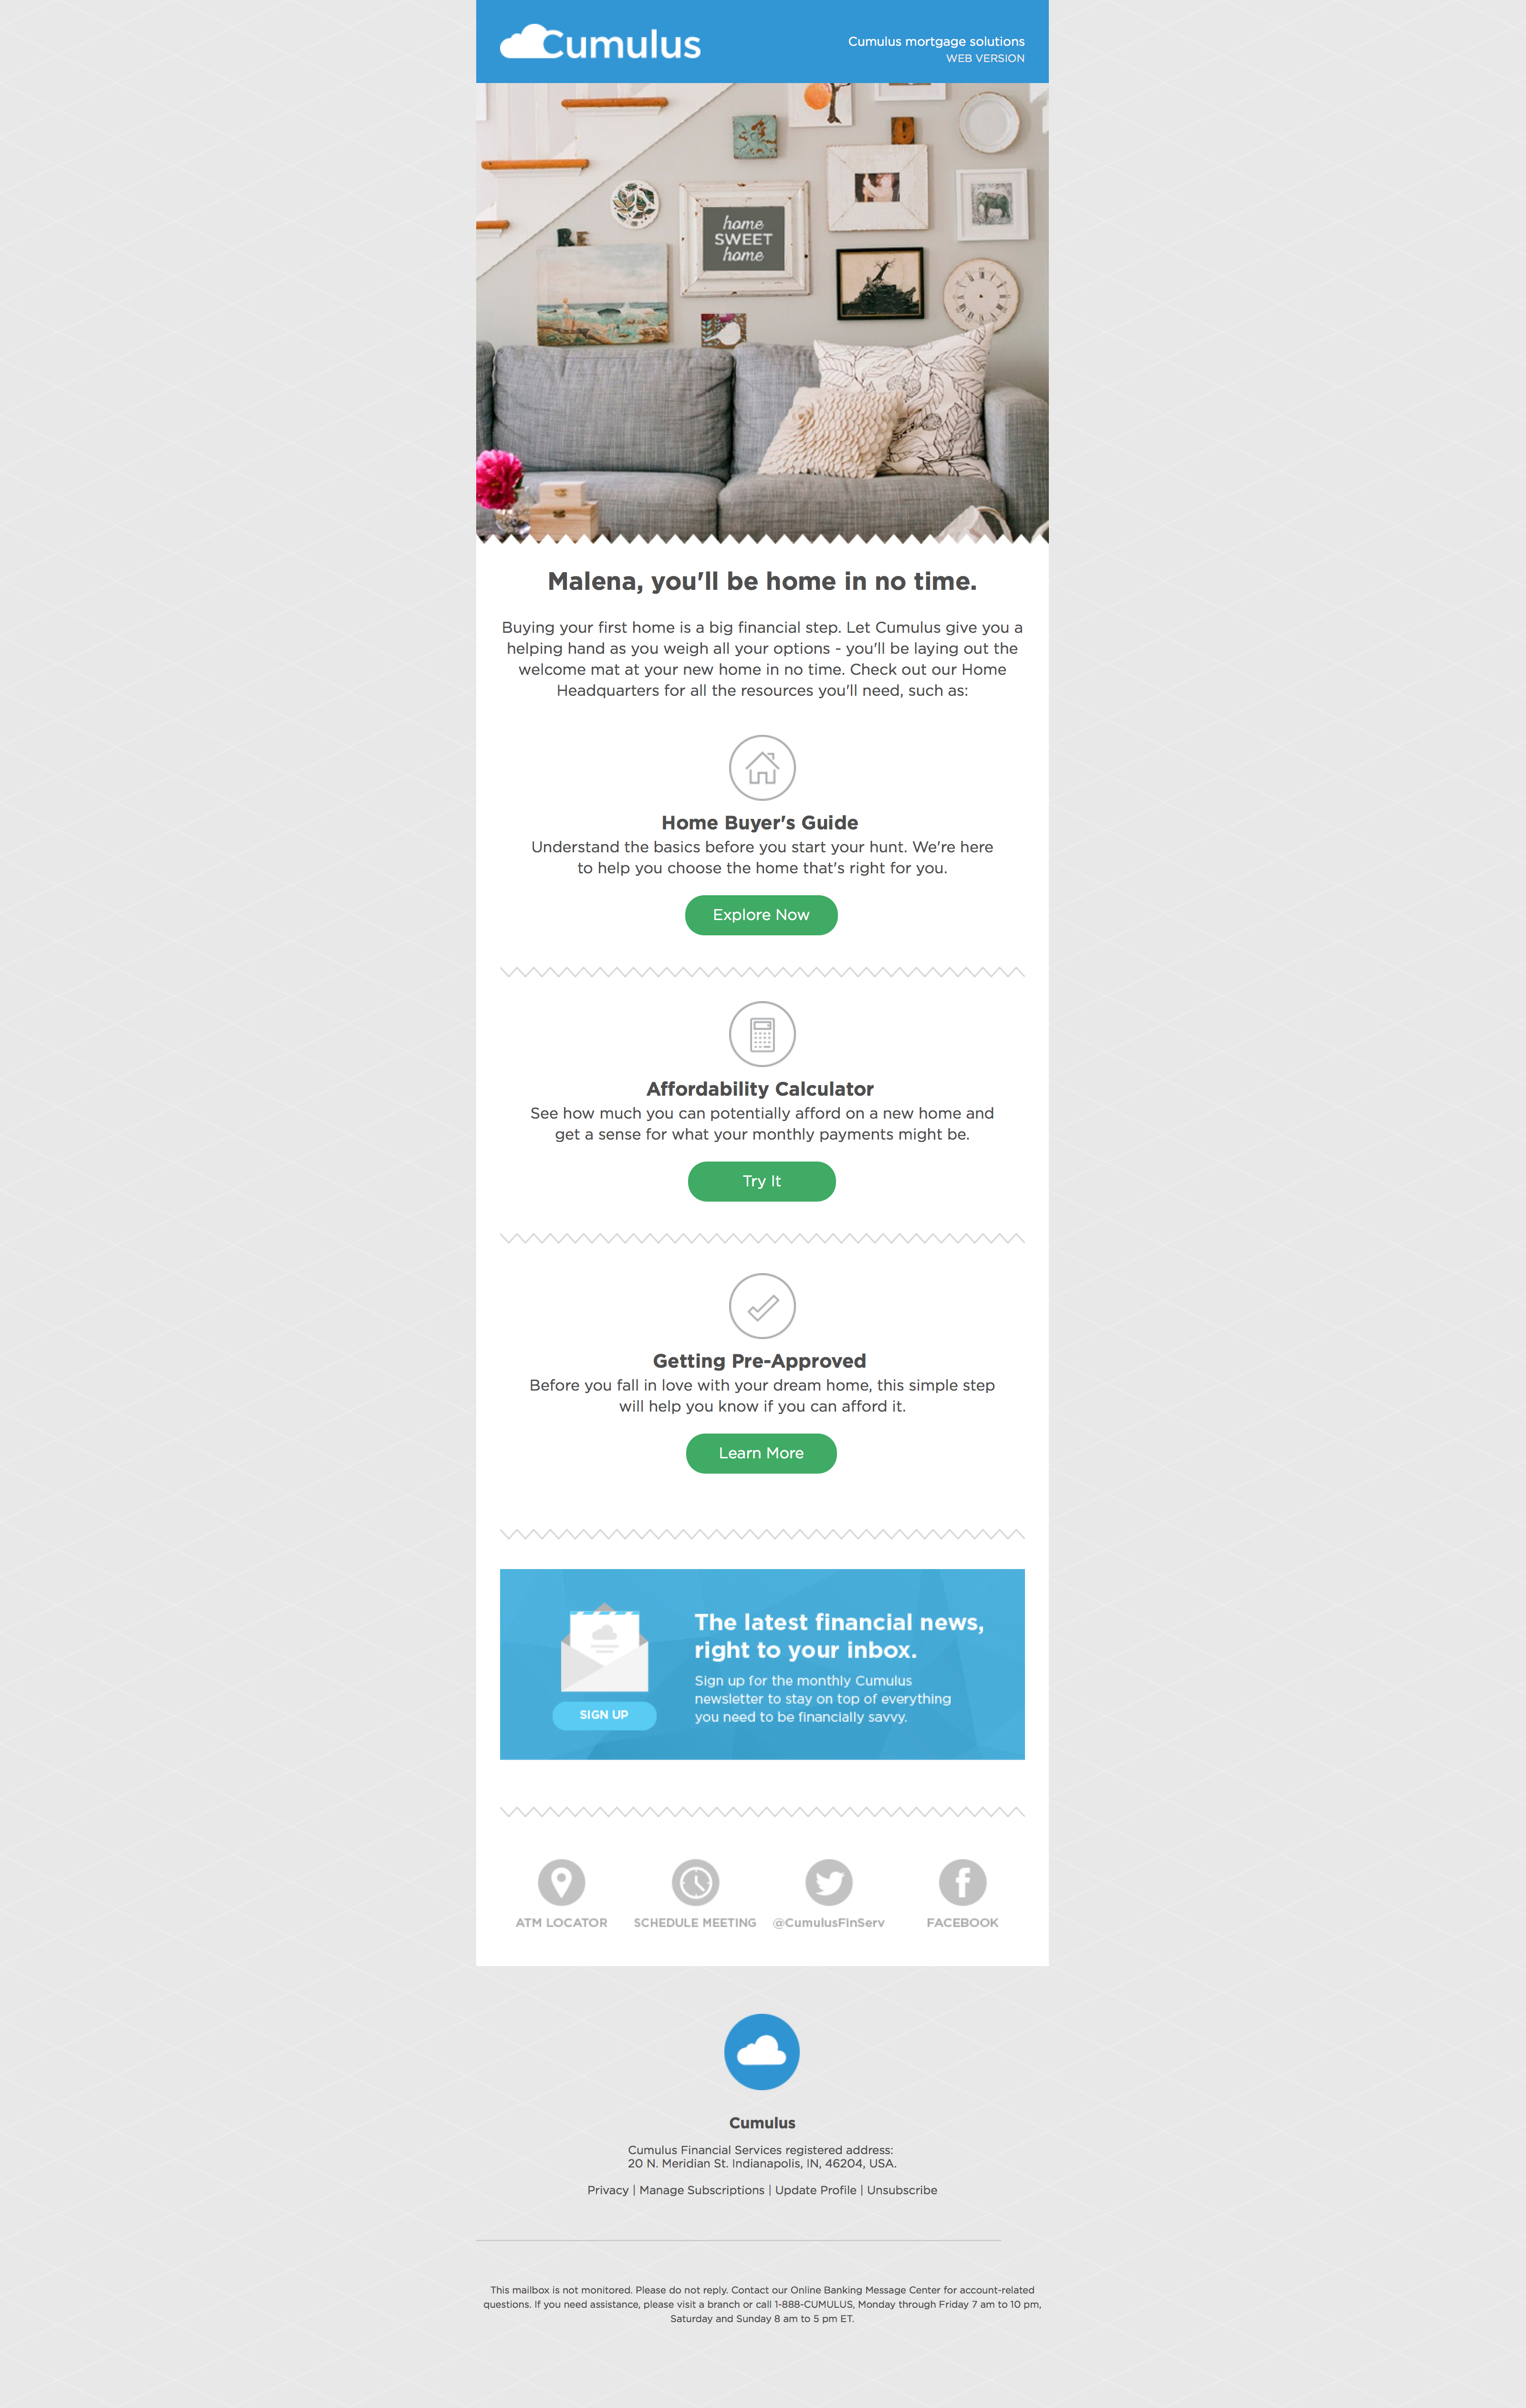 Cumulus
Cumulus mortgage solutions
WEB VERSION
RE
home
SWEET
home
Malena, you'll be home in no time.
Buying your first home is a big financial step. Let Cumulus give you a
helping hand as you weigh all your options - you'll be laying out the
welcome mat at your new home in no time. Check out our Home
Headquarters for all the resources you'll need, such as:
Home Buyer's Guide
Understand the basics before you start your hunt. We're here
to help you choose the home that's right for you.
Explore Now
Affordability Calculator
See how much you can potentially afford on a new home and
get a sense for what your monthly payments might be.
Try It
Getting Pre-Approved
Before you fall in love with your dream home, this simple step
will help you know if you can afford it.
Learn More
The latest financial news,
right to your inbox.
Sign up for the monthly Cumulus
newsletter to stay on top of everything
you need to be financially savvy.
SIGN UP
ATM LOCATOR
SCHEDULE MEETING
@CumulusFinServ
FACEBOOK
Cumulus
Cumulus Financial Services registered address:
20 N. Meridian St. Indianapolis, IN, 46204, USA.
Privacy | Manage Subscriptions | Update Profile | Unsubscribe
This mailbox is not monitored. Please do not reply. Contact our Online Banking Message Center for account-related
questions. If you need assistance, please visit a branch or call 1-888-CUMULUS, Monday through Friday 7 am to 10 pm,
Saturday and Sunday 8 am to 5 pm ET.